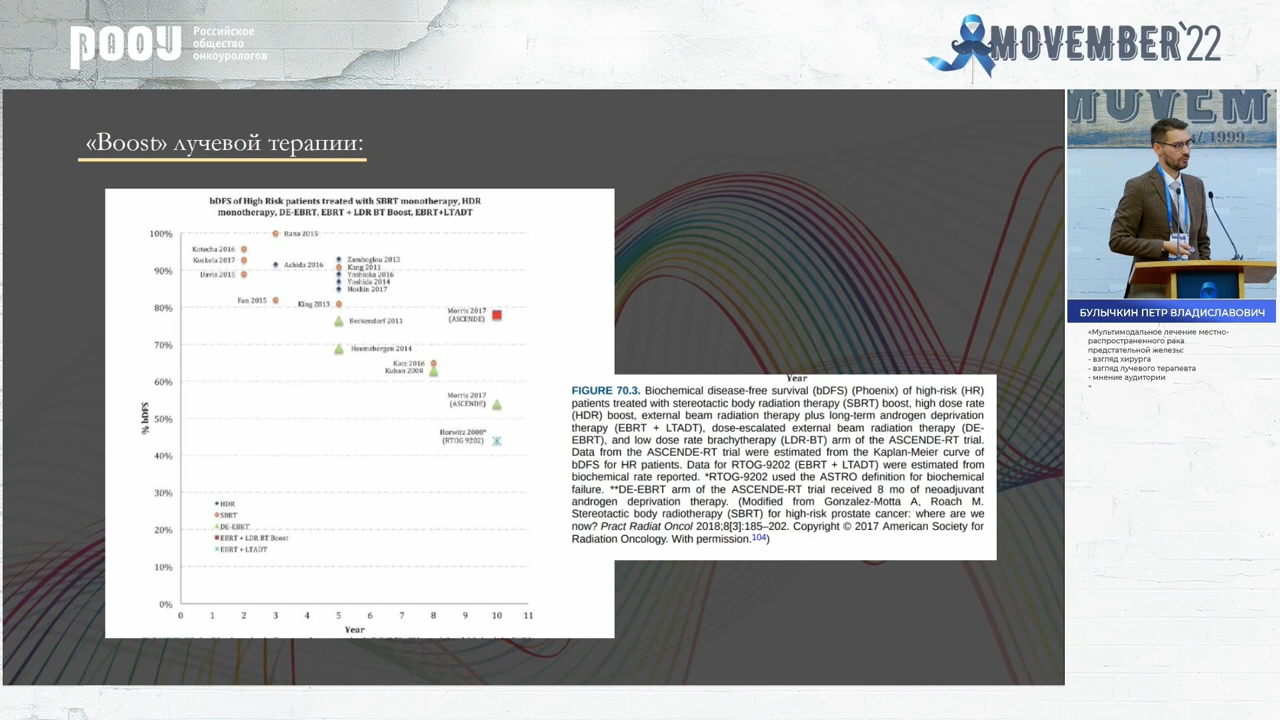 РООУ
Российское
общество
онкоурологов
MOVEMBER'22
«Boost» лучевой терапии:
bDFS of High Risk patients treated with SBRT monotherapy, HDR
monotherapy, DE-EBRT, EBRT + LDR BT Boost, EBRT+LTADT
100%
90%
80%
70%
60%
50%
40%
30%
20%
10%
0%
% bDFS
Rana 2015
Kotecha 2016
Koskela 2017
Davis 2015
Ashida 2016
Zamboglou 2013
Kang 2011
Yoshioka 2016
Yoshida 2014
Hoskin 2017
Fan 2015
King 2013
Beckendorf 2011
Morris 2017
(ASCENDE)
Heemsbergen 2014
Katz 2016
Kuban 2008
Morris 2017
(ASCENDE)
Horwitz 2008*
(RTOG 9202)
HDR
SBRT
DE-EBRT
EBRT + LDR BT Boost
EBRT + LTADT
0 1 2 3 4 5 6 7 8 9 10 11
Year
Year
FIGURE 70.3. Biochemical disease-free survival (bDFS) (Phoenix) of high-risk (HR)
patients treated with stereotactic body radiation therapy (SBRT) boost, high dose rate
(HDR) boost, external beam radiation therapy plus long-term androgen deprivation
therapy (EBRT + LTADT), dose-escalated external beam radiation therapy (DE-
EBRT), and low dose rate brachytherapy (LDR-BT) arm of the ASCENDE-RT trial.
Data from the ASCENDE-RT trial were estimated from the Kaplan-Meier curve of
bDFS for HR patients. Data for RTOG-9202 (EBRT + LTADT) were estimated from
biochemical rate reported. *RTOG-9202 used the ASTRO definition for biochemical
failure. **DE-EBRT arm of the ASCENDE-RT trial received 8 mo of neoadjuvant
androgen deprivation therapy. (Modified from Gonzalez-Motta A, Roach M.
Stereotactic body radiotherapy (SBRT) for high-risk prostate cancer: where are we
now? Pract Radiat Oncol 2018;8[3]:185–202. Copyright © 2017 American Society for
Radiation Oncology. With permission.104)
MOVEM
1999
БУЛЫЧКИН ПЕТР ВЛАДИСЛАВОВИЧ
«Мультимодальное лечение местно-
распространенного рака
предстательной железы:
- взгляд хирурга
- взгляд лучевого терапевта
- мнение аудитории
»